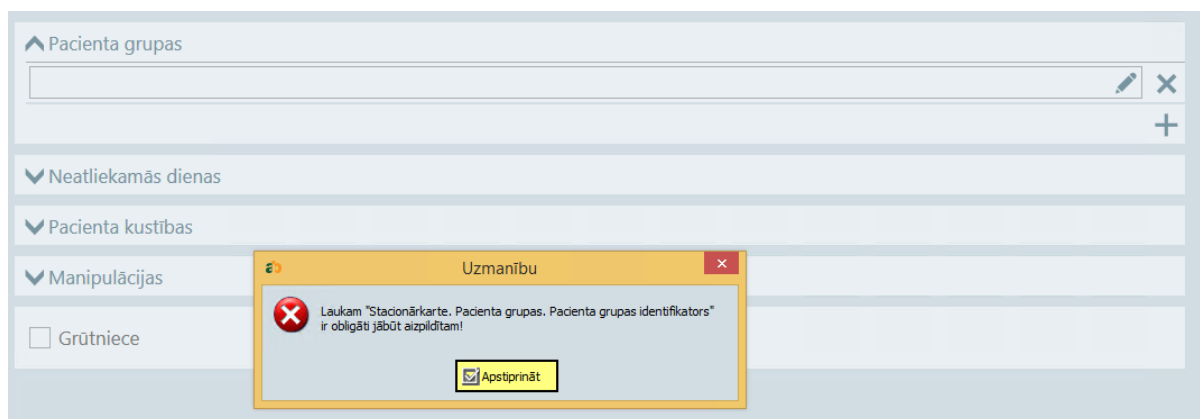 Pacienta grupas
Neatliekamās dienas
Pacienta kustības
Manipulācijas
Grūtniece
ab
Uzmanību
Laukam "Stacionārkarte. Pacienta grupas. Pacienta grupas identifikators"
ir obligāti jābūt aizpildītam!
Apstiprināt